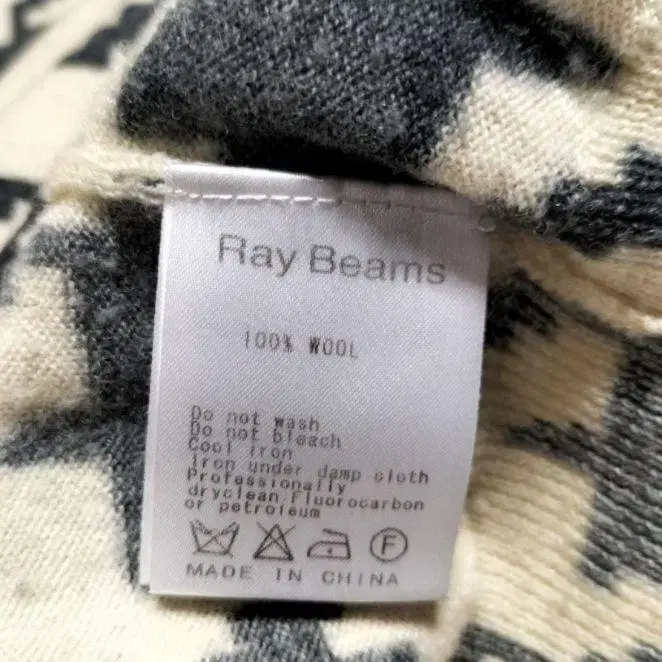 Ray Beams
100% WOOL
Do not wash
Do not bleach
Cool iron
Iron under damp cloth
Professionally
dryclean Fluorocarbon
or petroleum
F
MADE IN CHINA